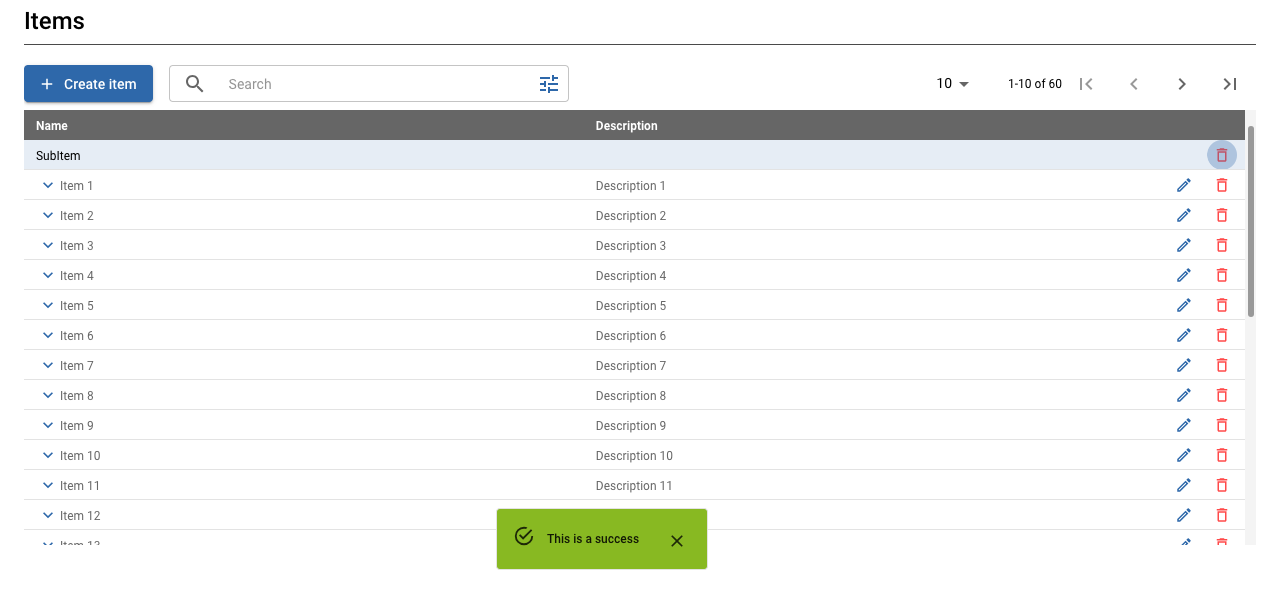 Items
Create item
Search
10
1-10 of 60
Name Description
SubItem
Item 1 Description 1
Item 2 Description 2
Item 3 Description 3
Item 4 Description 4
Item 5 Description 5
Item 6 Description 6
Item 7 Description 7
Item 8 Description 8
Item 9 Description 9
Item 10 Description 10
Item 11 Description 11
Item 12
Item 13
This is a success